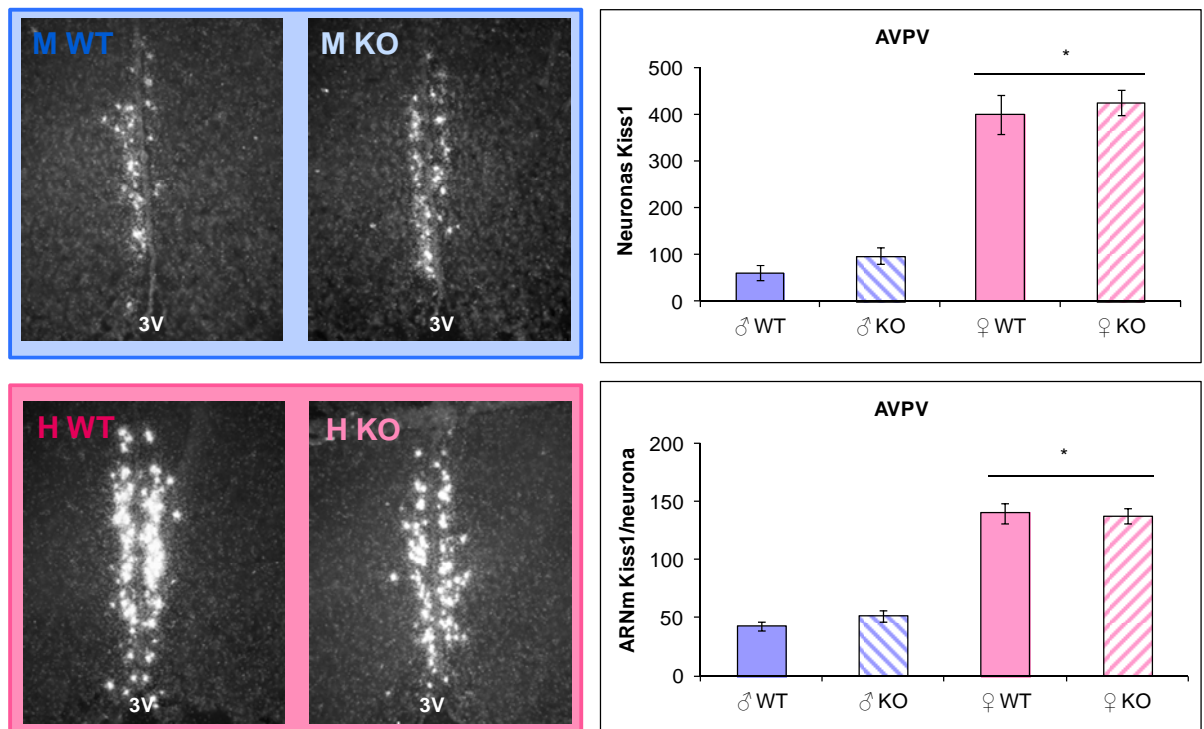 M WT
M KO
3V
3V
AVPV
*
500
400
300
200
100
0
Neuronas Kiss1
♂ WT
♂ KO
♀ WT
♀ KO
H WT
H KO
3V
3V
AVPV
*
200
150
100
50
0
ARNm Kiss1/neurona
♂ WT
♂ KO
♀ WT
♀ KO